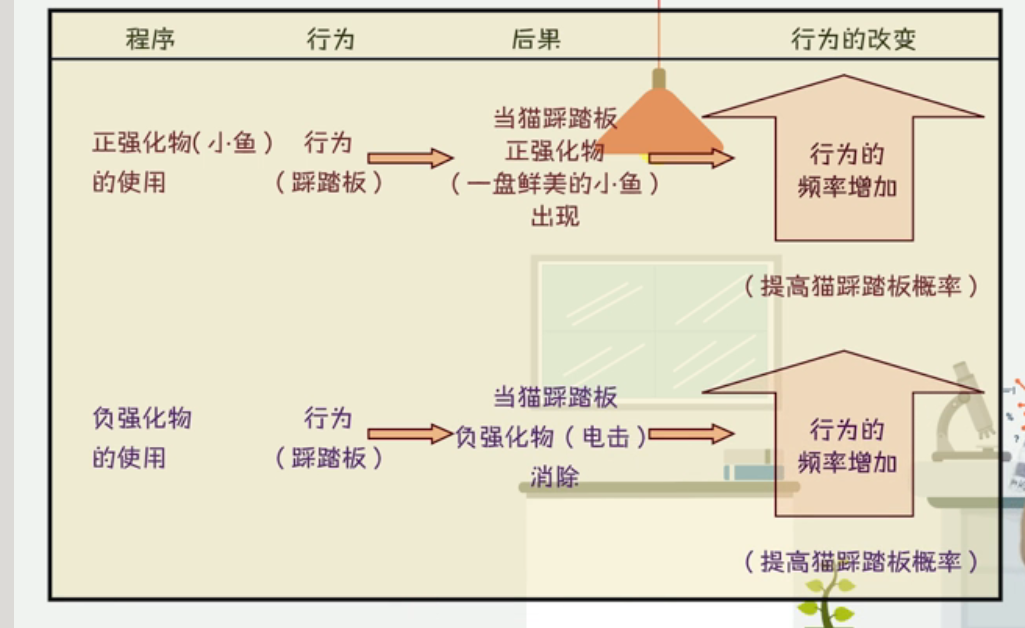 程序 行为 后果 行为的改变
正强化物(小鱼)
的使用
行为
（踩踏板）
当猫踩踏板
正强化物
（一盘鲜美的小鱼）
出现
行为的
频率增加
（提高猫踩踏板概率）
负强化物
的使用
行为
（踩踏板）
当猫踩踏板
负强化物（电击）
消除
行为的
频率增加
（提高猫踩踏板概率）